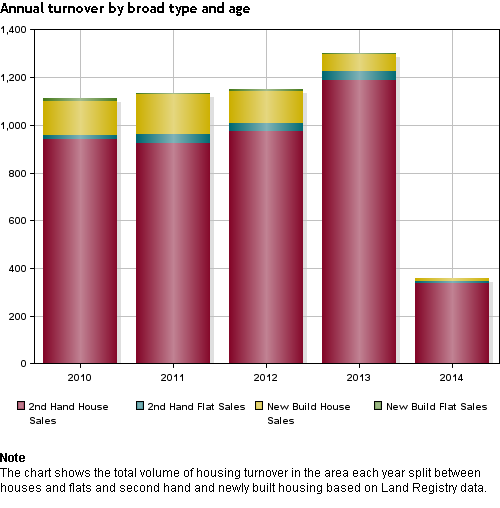 Annual turnover by broad type and age
1,400
1,200
1,000
800
600
400
200
0
2010 2011 2012 2013 2014
2nd Hand House Sales
2nd Hand Flat Sales
New Build House Sales
New Build Flat Sales
Note
The chart shows the total volume of housing turnover in the area each year split between
houses and flats and second hand and newly built housing based on Land Registry data.